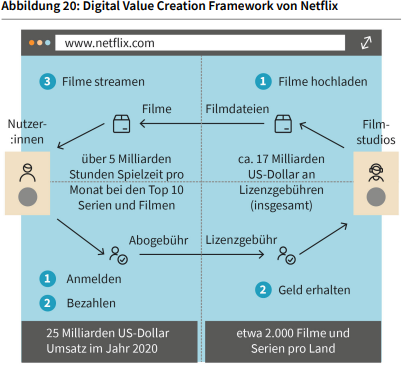 Abbildung 20: Digital Value Creation Framework von Netflix
www.netflix.com
3 Filme streamen
1 Filme hochladen
Nutzer-
:innen
Filme
Filmdateien
Film-
studios
über 5 Milliarden
Stunden Spielzeit pro
Monat bei den Top 10
Serien und Filmen
ca. 17 Milliarden
US-Dollar an
Lizenzgebühren
(insgesamt)
Abogebühr
Lizenzgebühr
1 Anmelden
2 Bezahlen
2 Geld erhalten
25 Milliarden US-Dollar
Umsatz im Jahr 2020
etwa 2.000 Filme und
Serien pro Land